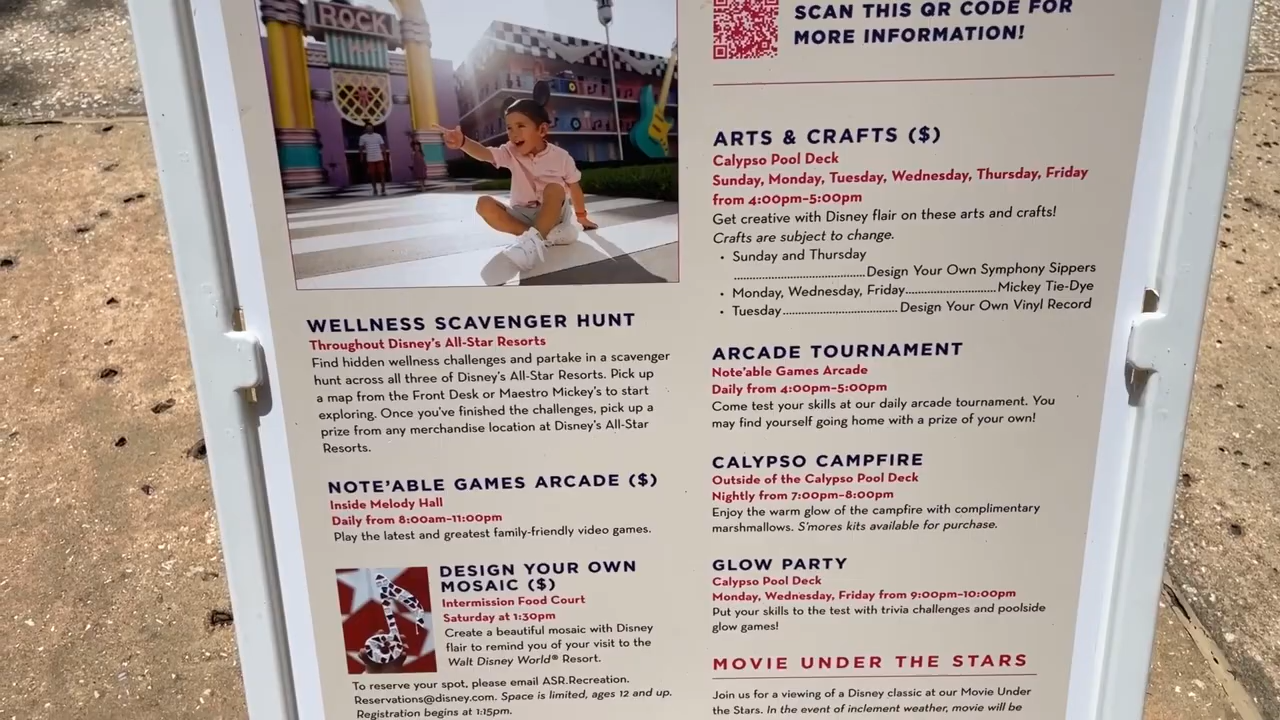 ROCK
WELLNESS SCAVENGER HUNT
Throughout Disney's All-Star Resorts
Find hidden wellness challenges and partake in a scavenger
hunt across all three of Disney's All-Star Resorts. Pick up
a map from the Front Desk or Maestro Mickey's to start
exploring. Once you've finished the challenges, pick up a
prize from any merchandise location at Disney's All-Star
Resorts.
NOTE'ABLE GAMES ARCADE ($)
Inside Melody Hall
Daily from 8:00am–11:00pm
Play the latest and greatest family-friendly video games.
DESIGN YOUR OWN
MOSAIC ($)
Intermission Food Court
Saturday at 1:30pm
Create a beautiful mosaic with Disney
flair to remind you of your visit to the
Walt Disney World® Resort.
To reserve your spot, please email ASR.Recreation.
Reservations@disney.com. Space is limited, ages 12 and up.
Registration begins at 1:15pm.
SCAN THIS QR CODE FOR
MORE INFORMATION!
ARTS & CRAFTS ($)
Calypso Pool Deck
Sunday, Monday, Tuesday, Wednesday, Thursday, Friday
from 4:00pm–5:00pm
Get creative with Disney flair on these arts and crafts!
Crafts are subject to change.
• Sunday and Thursday
........................................Design Your Own Symphony Sippers
• Monday, Wednesday, Friday............................Mickey Tie-Dye
• Tuesday...................................Design Your Own Vinyl Record
ARCADE TOURNAMENT
Note'able Games Arcade
Daily from 4:00pm–5:00pm
Come test your skills at our daily arcade tournament. You
may find yourself going home with a prize of your own!
CALYPSO CAMPFIRE
Outside of the Calypso Pool Deck
Nightly from 7:00pm–8:00pm
Enjoy the warm glow of the campfire with complimentary
marshmallows. S'mores kits available for purchase.
GLOW PARTY
Calypso Pool Deck
Monday, Wednesday, Friday from 9:00pm–10:00pm
Put your skills to the test with trivia challenges and poolside
glow games!
MOVIE UNDER THE STARS
Join us for a viewing of a Disney classic at our Movie Under
the Stars. In the event of inclement weather, movie will be